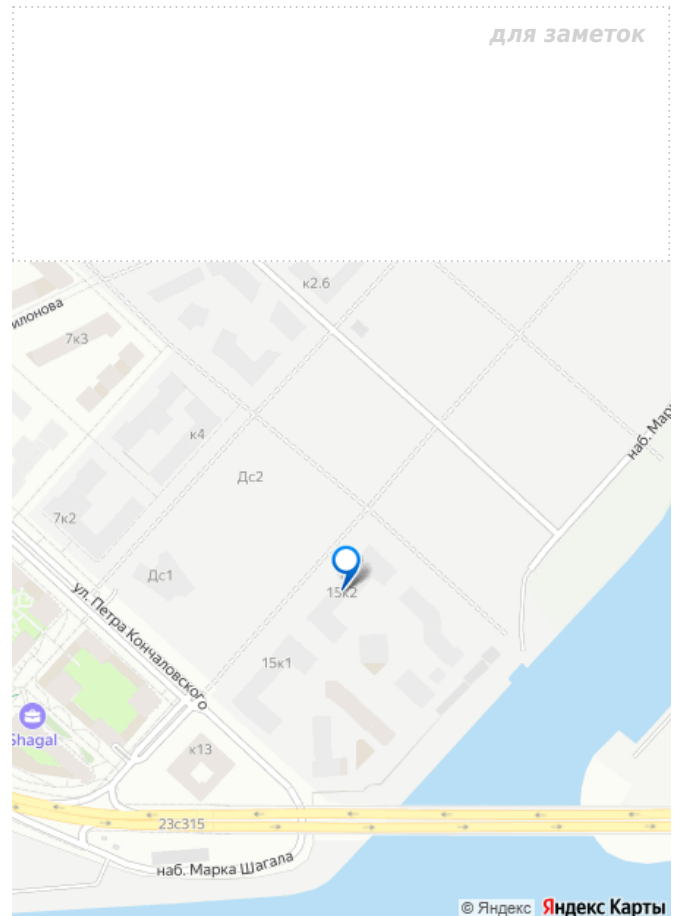 для заметок
к2.6
илонова
7к3
наб. Мар
к4
Дс2
7к2
Дс1
15к2
ул. Петра Кончаловского
15к1
Shagal
к13
23с315
наб. Марка Шагала
© Яндекс Яндекс Карты